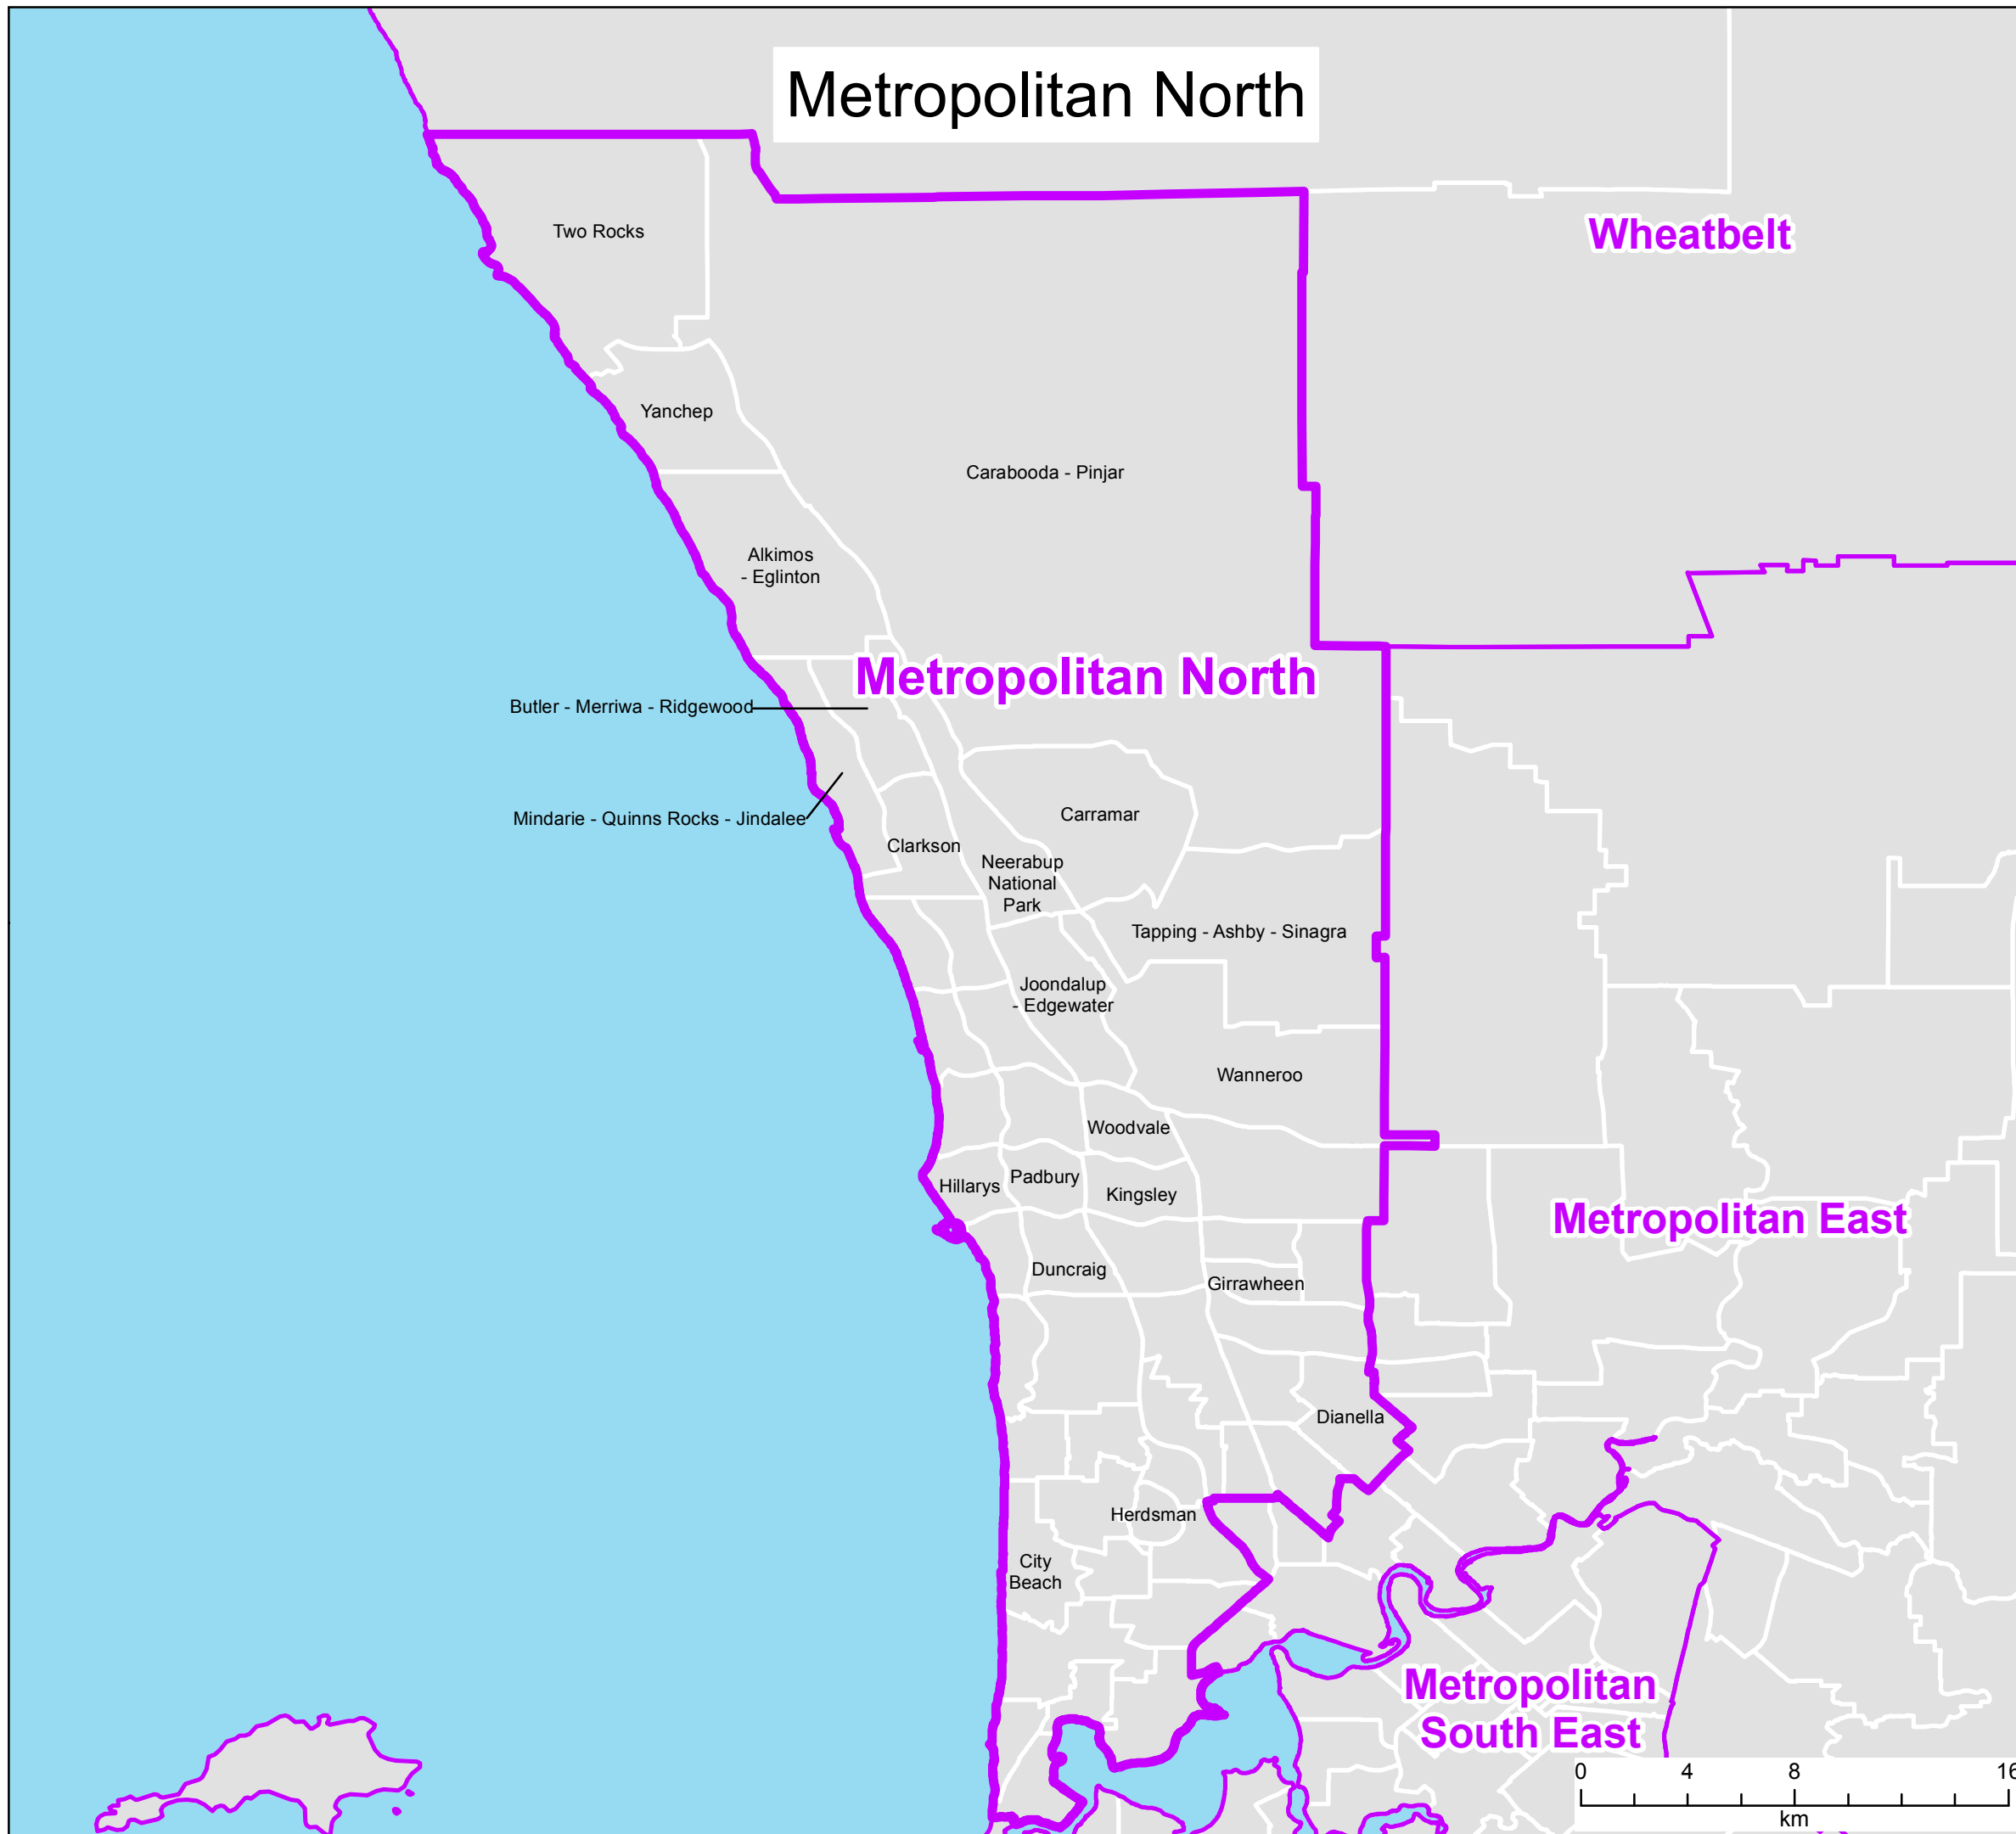 Metropolitan North
Two Rocks
Wheatbelt
Yanchep
Carabooda - Pinjar
Alkimos
- Eglinton
Metropolitan North
Butler - Merriwa - Ridgewood
Mindarie - Quinns Rocks - Jindalee
Carramar
Clarkson
Neerabup
National
Park
Tapping - Ashby - Sinagra
Joondalup
- Edgewater
Wanneroo
Woodvale
Padbury
Hillarys
Kingsley
Metropolitan East
Duncraig
Girrawheen
Dianella
Herdsman
City
Beach
Metropolitan
South East
0 4 8 16
km